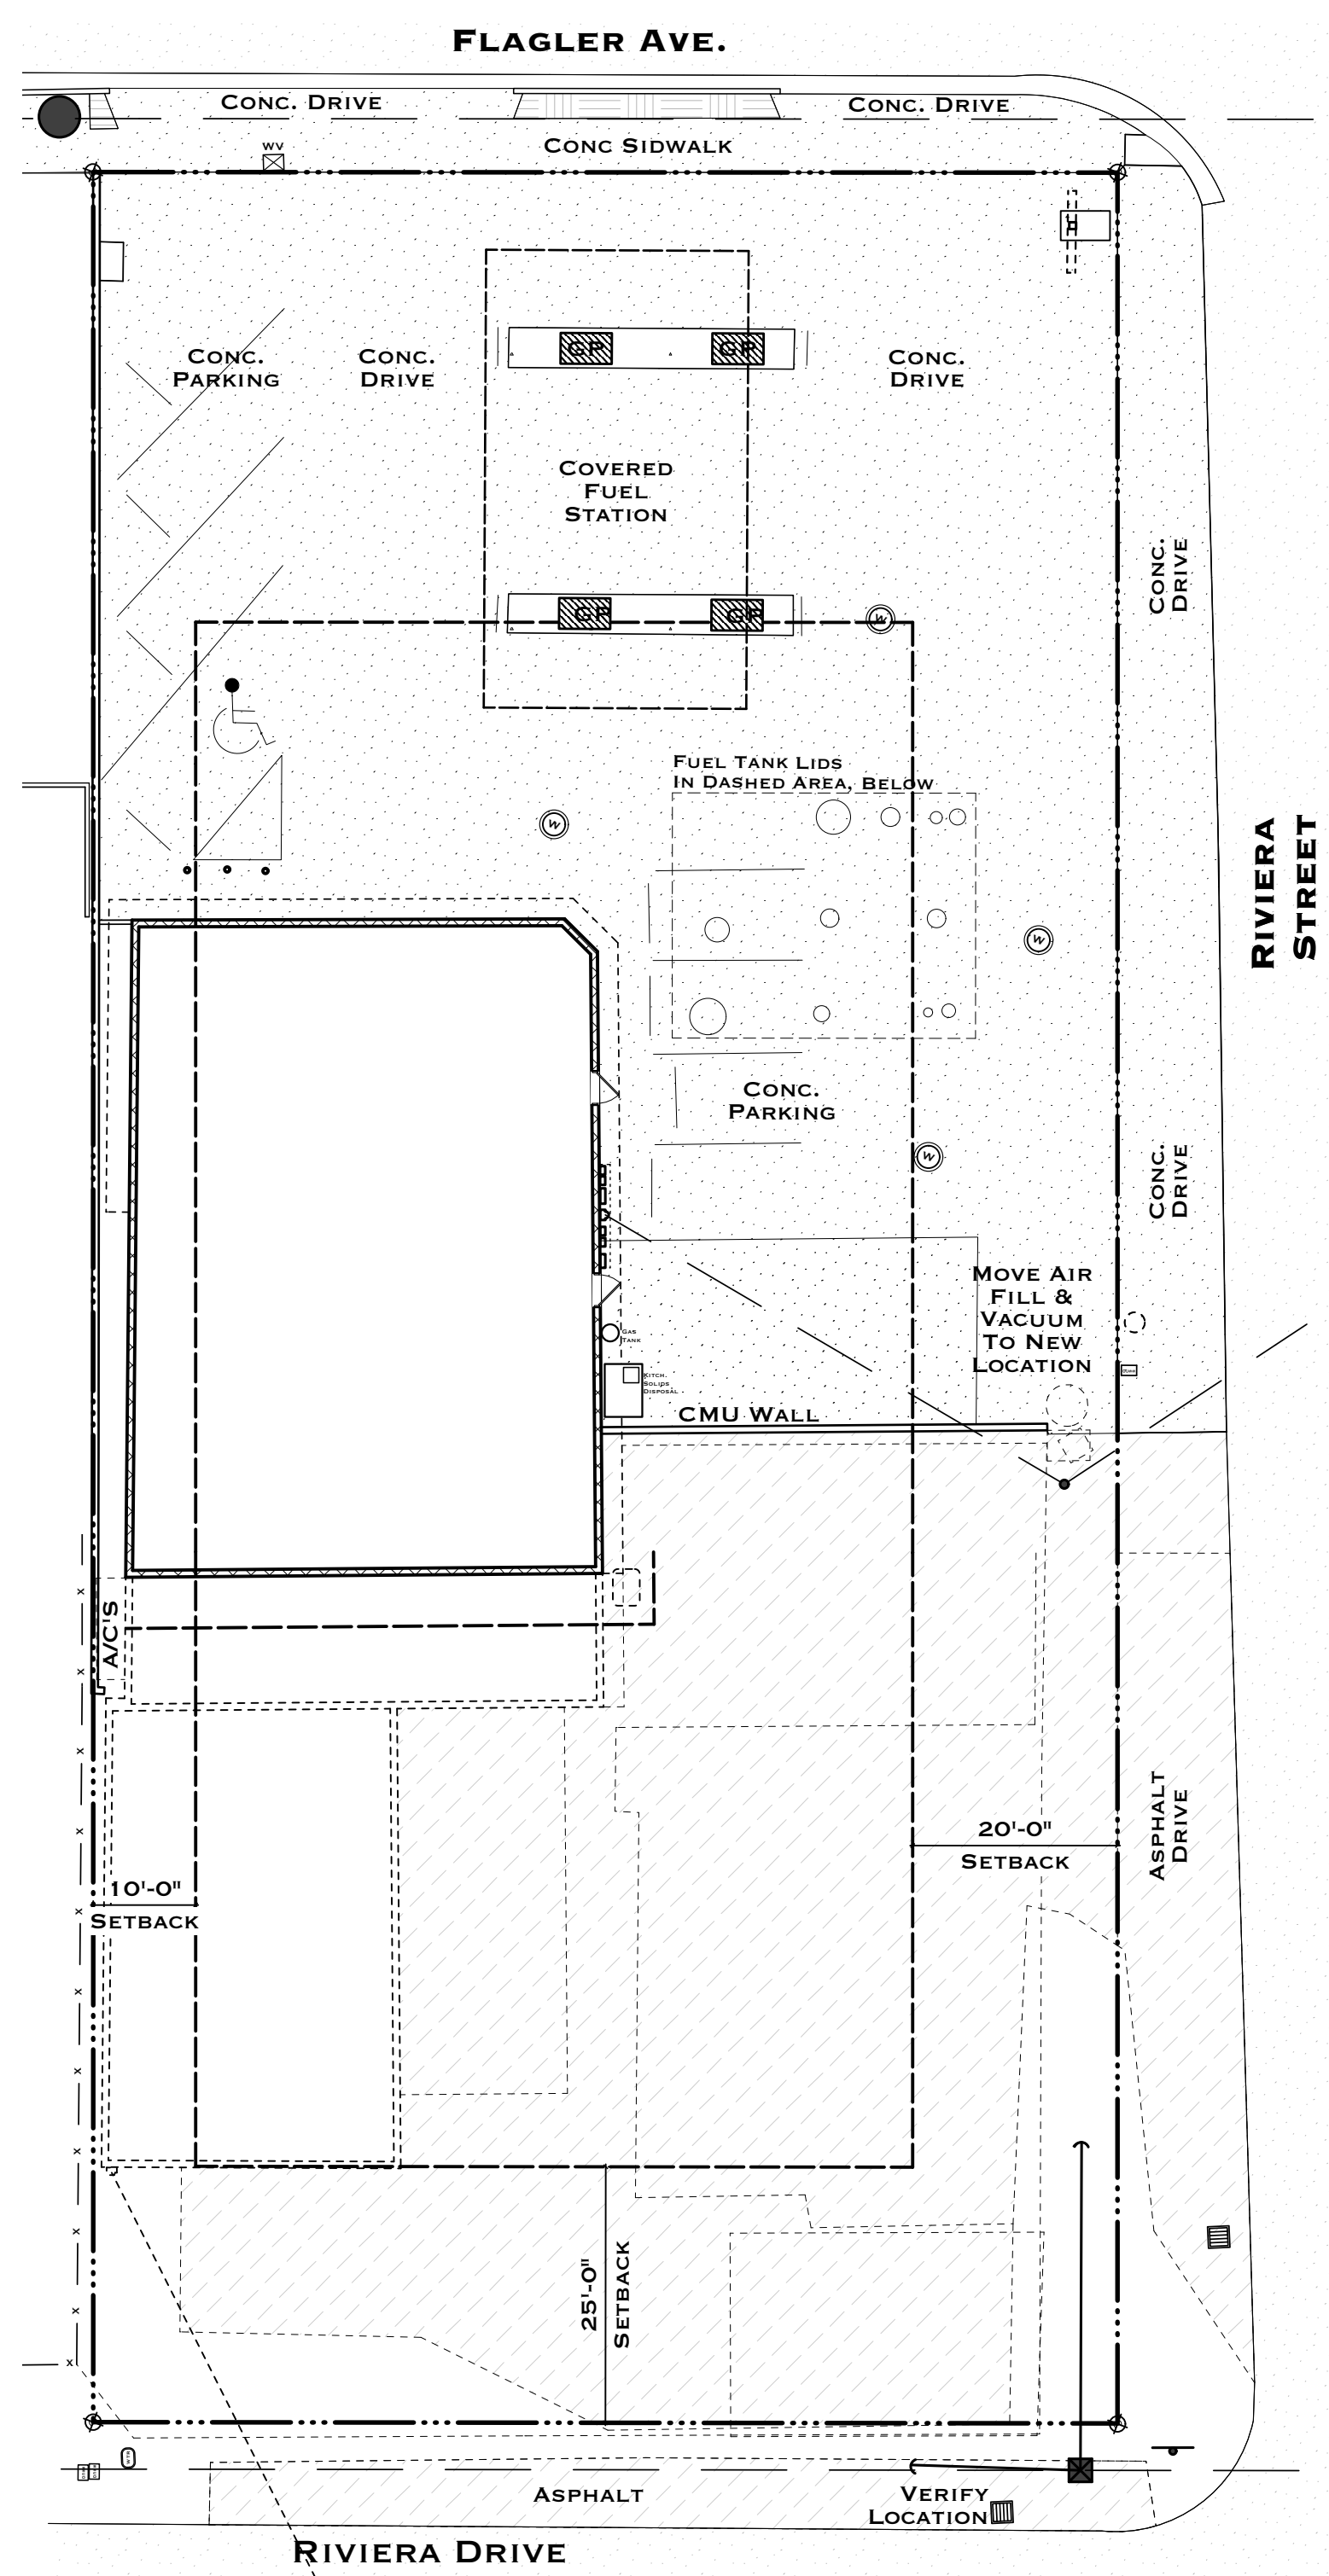 FLAGLER AVE.
CONC. DRIVE
CONC. DRIVE
CONC SIDWALK
WV
GP
GP
CONC.
PARKING
CONC.
DRIVE
CONC.
DRIVE
COVERED
FUEL
STATION
CONC.
DRIVE
GP
GP
W
FUEL TANK LIDS
IN DASHED AREA, BELOW
W
RIVIERA
STREET
W
CONC.
PARKING
W
CONC.
DRIVE
MOVE AIR
FILL &
VACUUM
TO NEW
LOCATION
GAS
TANK
KITCH.
SOLIDS
DISPOSAL
CMU WALL
A/C'S
X
X
X
X
X
X
X
X
X
X
X
20'-0"
SETBACK
ASPHALT
DRIVE
10'-0"
SETBACK
25'-0"
SETBACK
ASPHALT
VERIFY
LOCATION
RIVIERA DRIVE